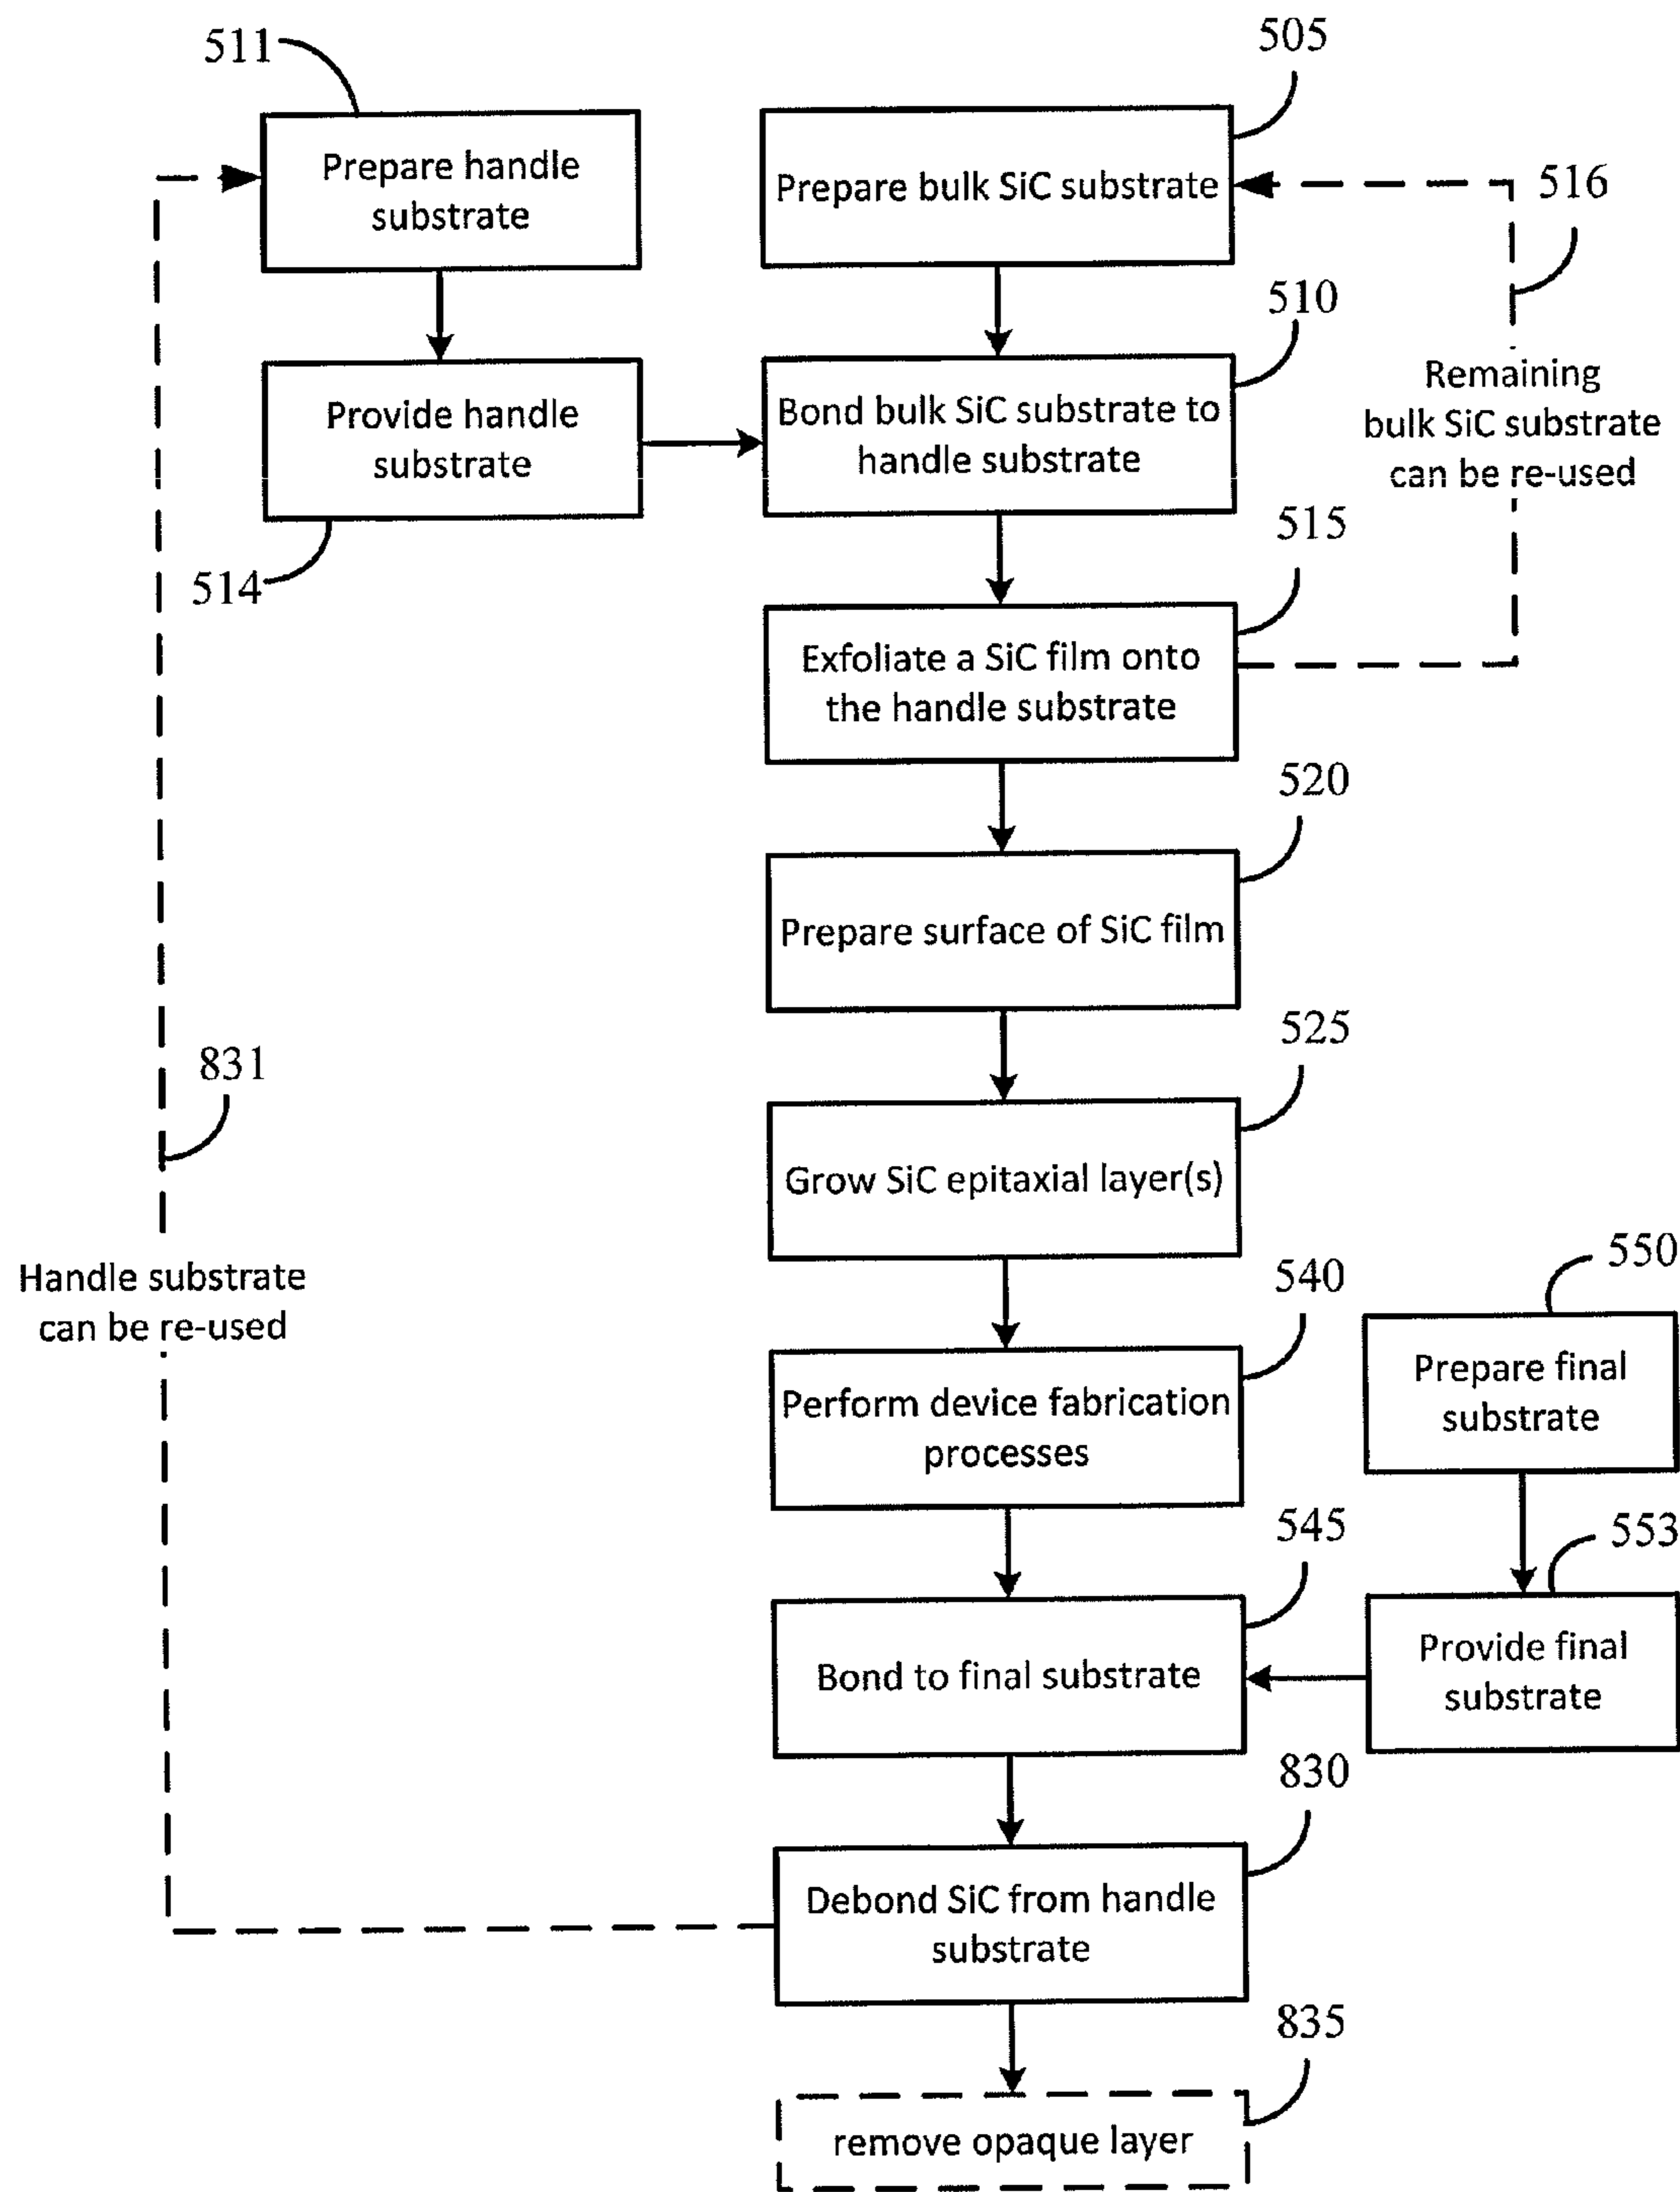 511
505
Prepare handle
substrate
Prepare bulk SiC substrate
516
510
Provide handle
substrate
Bond bulk SiC substrate to
handle substrate
Remaining
bulk SiC substrate
can be re-used
514
515
Exfoliate a SiC film onto
the handle substrate
520
Prepare surface of SiC film
525
831
Grow SiC epitaxial layer(s)
Handle substrate
can be re-used
540
550
Perform device fabrication
processes
Prepare final
substrate
545
553
Bond to final substrate
Provide final
substrate
830
Debond SiC from handle
substrate
835
remove opaque layer